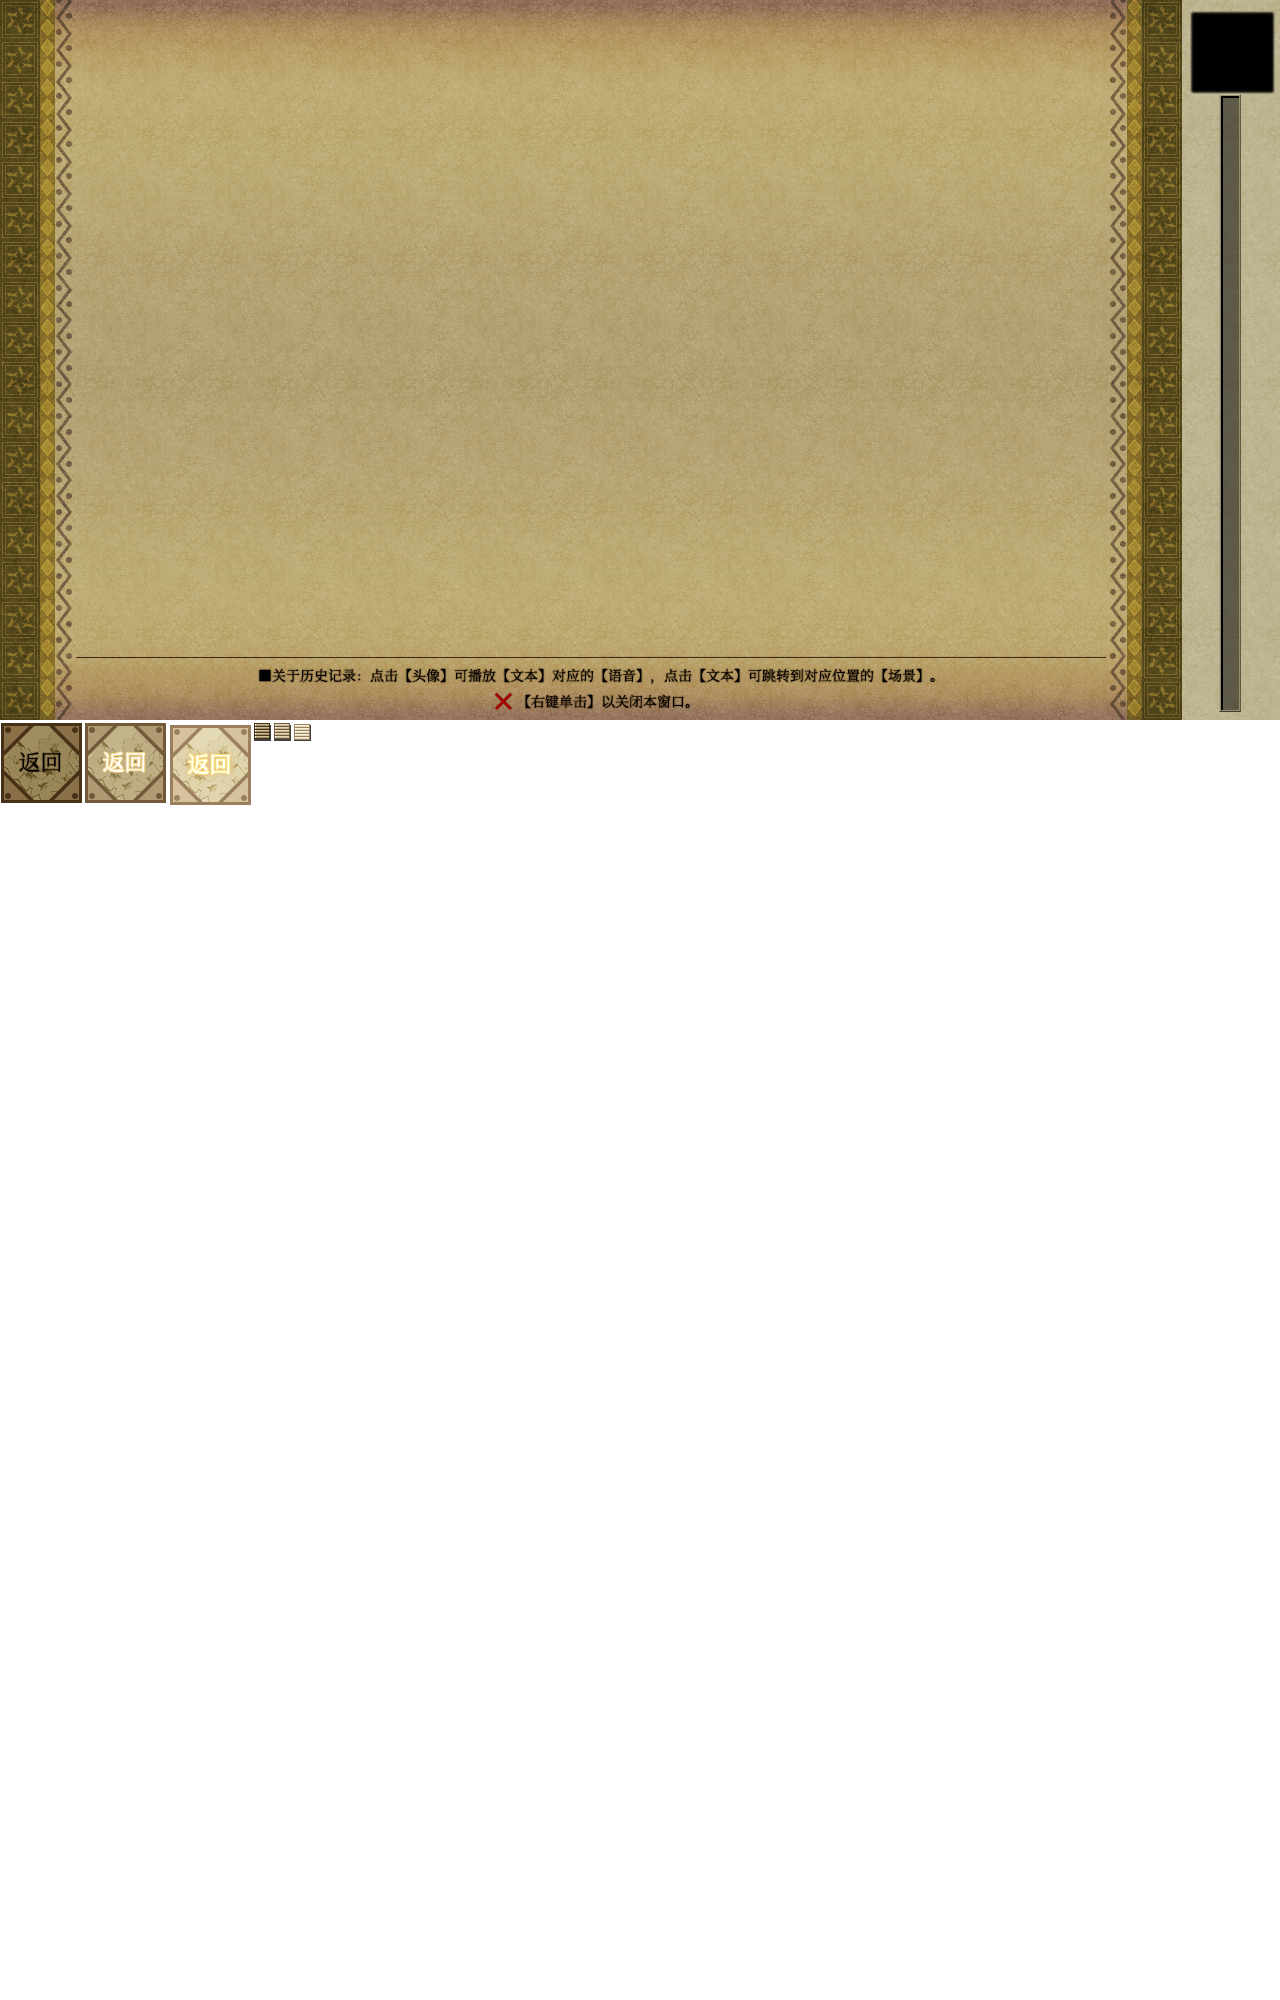 ■关于历史记录：点击【头像】可播放【文本】对应的【语音】，点击【文本】可跳转到对应位置的【场景】。
【右键单击】以关闭本窗口。
返回 返回 返回